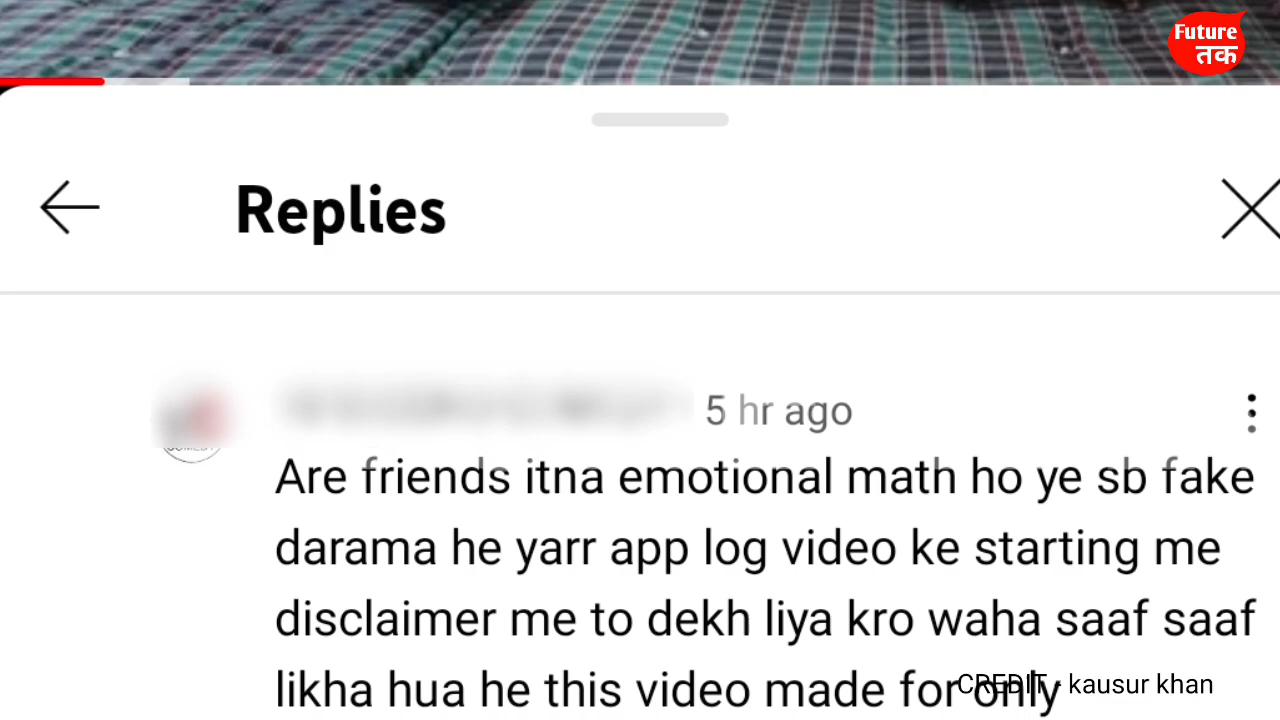 Future
तक
Replies
5 hr ago
Are friends itna emotional math ho ye sb fake
darama he yarr app log video ke starting me
disclaimer me to dekh liya kro waha saaf saaf
likha hua he this video made for only
CREDIT - kausur khan